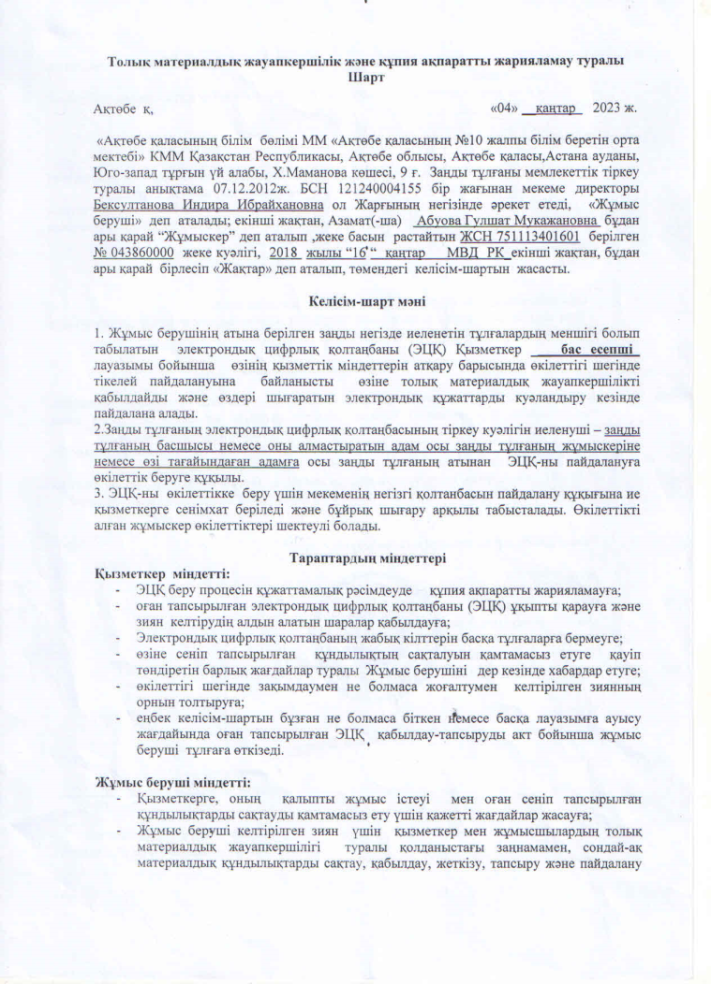 Толық материалдық жауапкершілік және құпия ақпаратты жарияламау туралы
Шарт
Ақтөбе қ, «04» қаңтар 2023 ж.
«Ақтөбе қаласының білім бөлімі ММ «Ақтөбе қаласының №10 жалпы білім беретін орта
мектебі» КММ Қазақстан Республикасы, Ақтөбе облысы, Ақтөбе қаласы,Астана ауданы,
Юго-запад тұрғын үй алабы, Х.Маманова көшесі, 9 ғ. Заңды тұлғаны мемлекеттік тіркеу
туралы анықтама 07.12.2012ж. БСН 121240004155 бір жағынан мекеме директоры
Бексултанова Индира Ибрайхановна ол Жарғының негізінде әрекет етеді, «Жұмыс
беруші» деп аталады; екінші жақтан, Азамат(-ша) Абуова Гулшат Мукажановна бұдан
ары қарай “Жұмыскер” деп аталып ,жеке басын растайтын ЖСН 751113401601 берілген
№ 043860000 жеке куәлігі, 2018 жылы “16“ қаңтар МВД РК екінші жақтан, бұдан
ары қарай бірлесіп «Жақтар» деп аталып, төмендегі келісім-шартын жасасты.
Келісім-шарт мәні
1. Жұмыс берушінің атына берілген заңды негізде иеленетін тұлғалардың меншігі болып
табылатын электрондық цифрлық қолтаңбаны (ЭЦҚ) Қызметкер бас есепші
лауазымы бойынша өзінің қызметтік міндеттерін атқару барысында өкілеттігі шегінде
тікелей пайдалануына байланысты өзіне толық материалдық жауапкершілікті
қабылдайды және өздері шығаратын электрондық құжаттарды куәландыру кезінде
пайдалана алады.
2.Заңды тұлғаның электрондық цифрлық қолтаңбасының тіркеу куәлігін иеленуші – заңды
тұлғаның басшысы немесе оны алмастыратын адам осы заңды тұлғаның жұмыскеріне
немесе өзі тағайындаған адамға осы заңды тұлғаның атынан ЭЦҚ-ны пайдалануға
өкілеттік беруге құқылы.
3. ЭЦҚ-ны өкілеттікке беру үшін мекеменің негізгі қолтанбасын пайдалану құқығына ие
қызметкерге сенімхат беріледі және бұйрық шығару арқылы табысталады. Өкілеттікті
алған жұмыскер өкілеттіктері шектеулі болады.
Тараптардың міндеттері
Қызметкер міндетті:
- ЭЦҚ беру процесін құжаттамалық рәсімдеуде құпия ақпаратты жарияламауға;
- оған тапсырылған электрондық цифрлық қолтаңбаны (ЭЦҚ) ұқыпты қарауға және
зиян келтірудің алдын алатын шаралар қабылдауға;
- Электрондық цифрлық қолтаңбаның жабық кілттерін басқа тұлғаларға бермеуге;
- өзіне сеніп тапсырылған құндылықтың сақталуын қамтамасыз етуге қауіп
төндіретін барлық жағдайлар туралы Жұмыс берушіні дер кезінде хабардар етуге;
- өкілеттігі шегінде зақымдаумен не болмаса жоғалтумен келтірілген зиянның
орнын толтыруға;
- еңбек келісім-шартын бұзған не болмаса біткен немесе басқа лауазымға ауысу
жағдайында оған тапсырылған ЭЦҚ қабылдау-тапсыруды акт бойынша жұмыс
беруші тұлғаға өткізеді.
Жұмыс беруші міндетті:
- Қызметкерге, оның қалыпты жұмыс істеуі мен оған сеніп тапсырылған
құндылықтарды сақтауды қамтамасыз ету үшін қажетті жағдайлар жасауға;
- Жұмыс беруші келтірілген зиян үшін қызметкер мен жұмысшылардың толық
материалдық жауапкершілігі туралы қолданыстағы заңнамамен, сондай-ақ
материалдық құндылықтарды сақтау, қабылдау, жеткізу, тапсыру және пайдалану